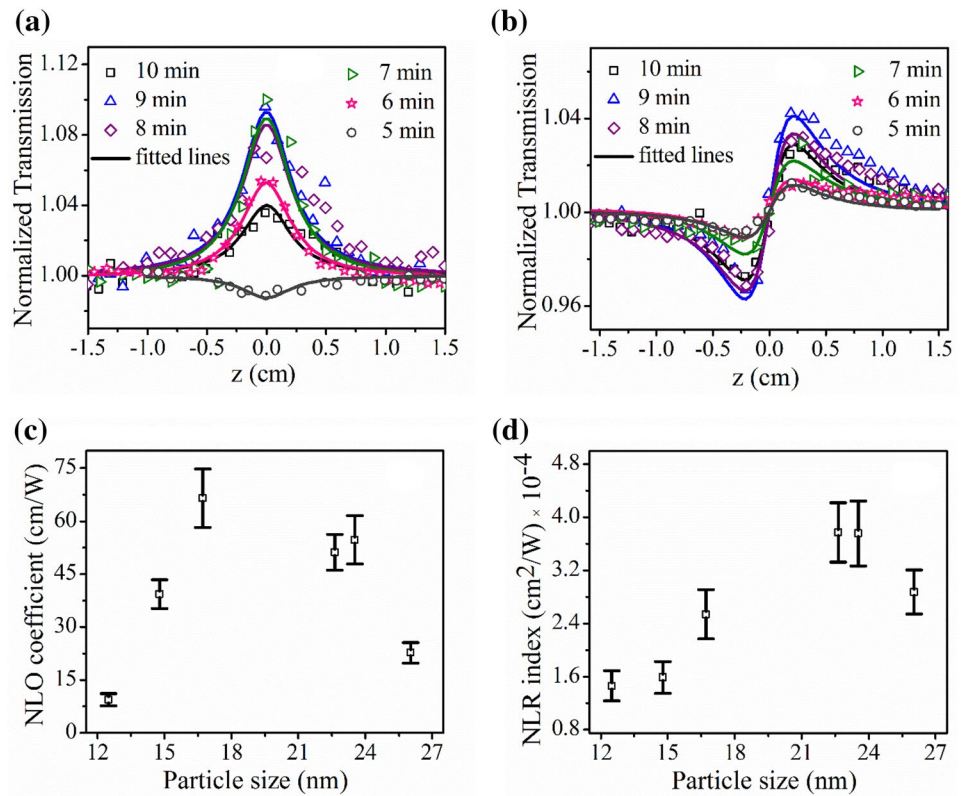 (a)
Normalized Transmission
1.12
1.08
1.04
1.00
10 min
9 min
8 min
fitted lines
7 min
6 min
5 min
-1.5 -1.0 -0.5 0.0 0.5 1.0 1.5
z (cm)
(b)
Normalized Transmission
1.04
1.00
0.96
10 min
9 min
8 min
fitted lines
7 min
6 min
5 min
-1.5 -1.0 -0.5 0.0 0.5 1.0 1.5
z (cm)
(c)
NLO coefficient (cm/W)
75
60
45
30
15
0
12 15 18 21 24 27
Particle size (nm)
(d)
NLR index (cm2/W) × 10-4
4.8
4.0
3.2
2.4
1.6
0.8
12 15 18 21 24 27
Particle size (nm)